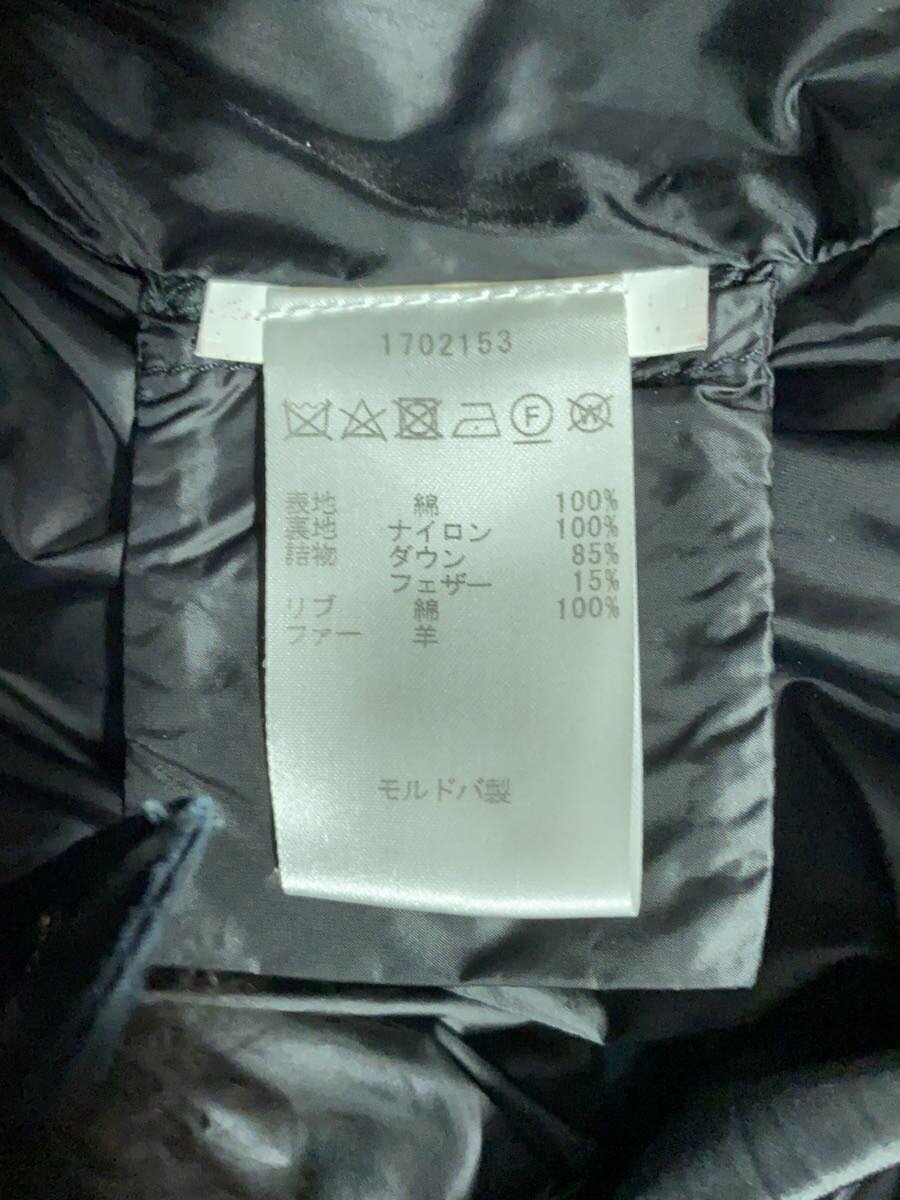 1702153
F W
表地 綿 100%
裏地 ナイロン 100%
詰物 ダウン 85%
フェザー 15%
リブ 綿 100%
ファー 羊
モルドバ製